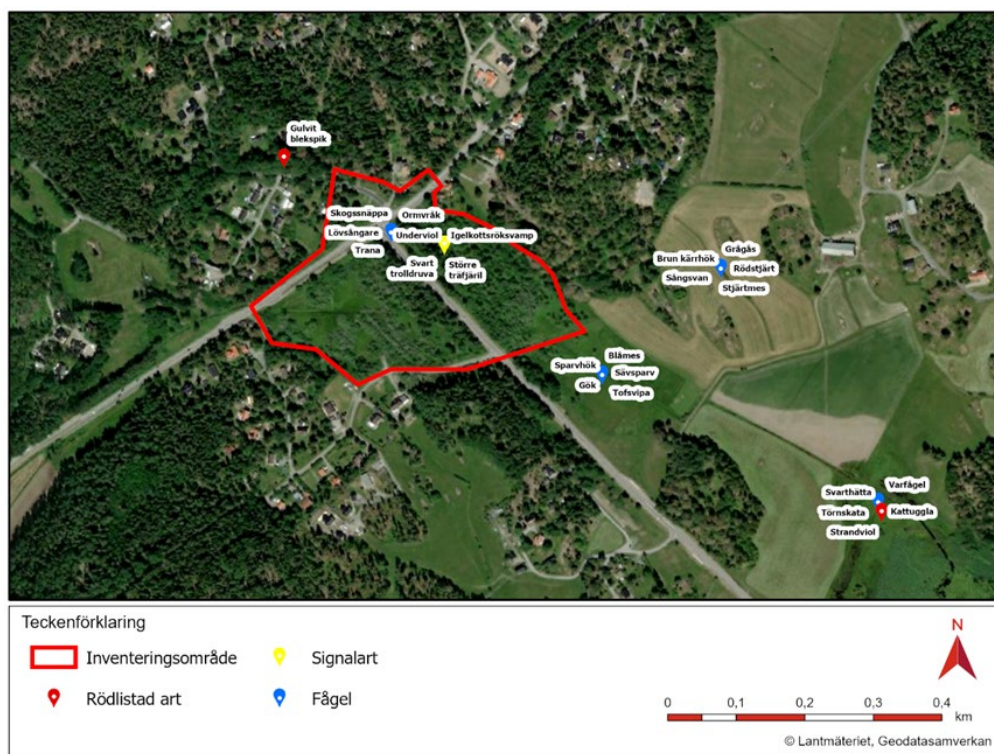 Gulvit
blekspik
Skogssnäppa
Ormvråk
Lövsångare
Underviol
Igelkottsröksvamp
Trana
Svart
trolldruva
Större
träfjäril
Grågås
Brun kärrhök
Rödstjärt
Sångsvan
Stjärtmes
Blåmes
Sparvhök
Sävsparv
Gök
Tofsvipa
Varfågel
Svarthätta
Törnskata
Kattuggla
Strandviol
Teckenförklaring
Inventeringsområde
Signalart
Rödlistad art
Fågel
N
0 0,1 0,2 0,3 0,4
km
© Lantmäteriet, Geodatasamverkan